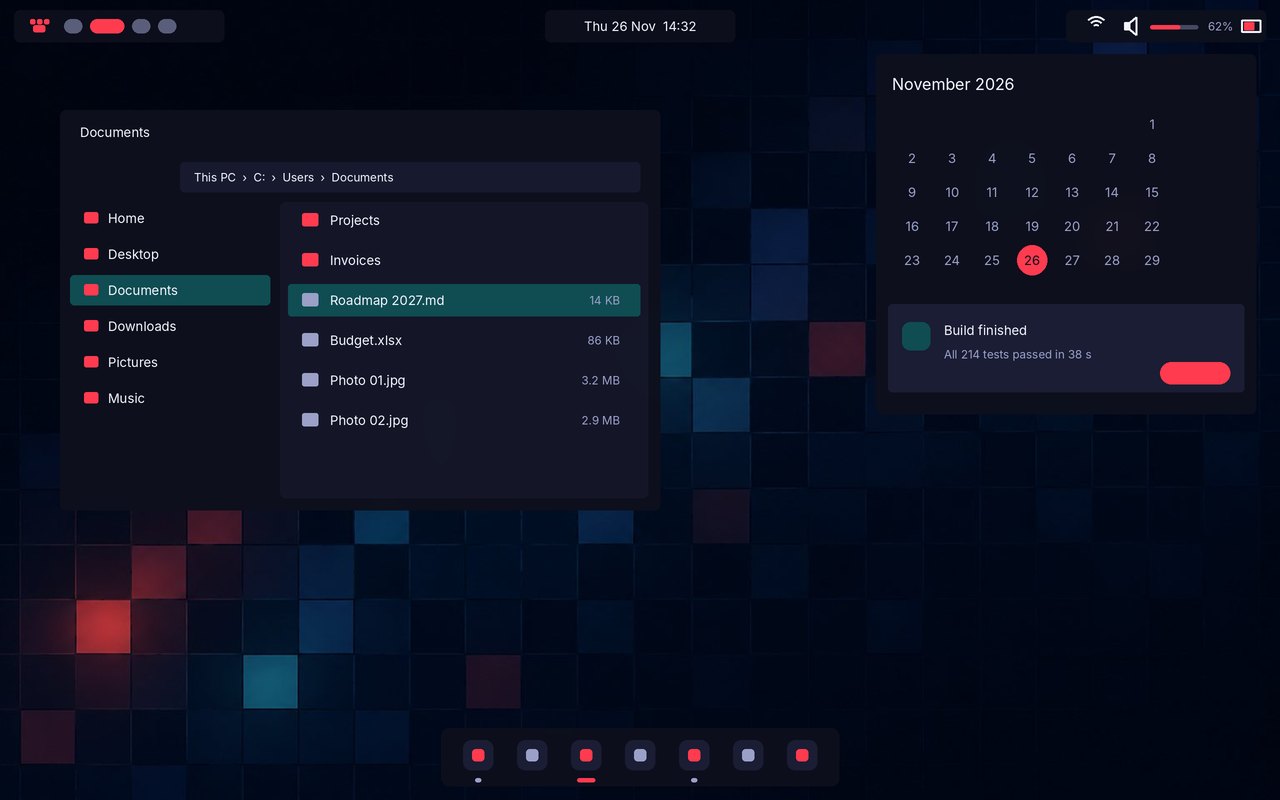 Thu 26 Nov 14:32
62%
November 2026
1
2 3 4 5 6 7 8
9 10 11 12 13 14 15
16 17 18 19 20 21 22
23 24 25 26 27 28 29
Build finished
All 214 tests passed in 38 s
Documents
This PC › C: › Users › Documents
Home
Desktop
Documents
Downloads
Pictures
Music
Projects
Invoices
Roadmap 2027.md 14 KB
Budget.xlsx 86 KB
Photo 01.jpg 3.2 MB
Photo 02.jpg 2.9 MB